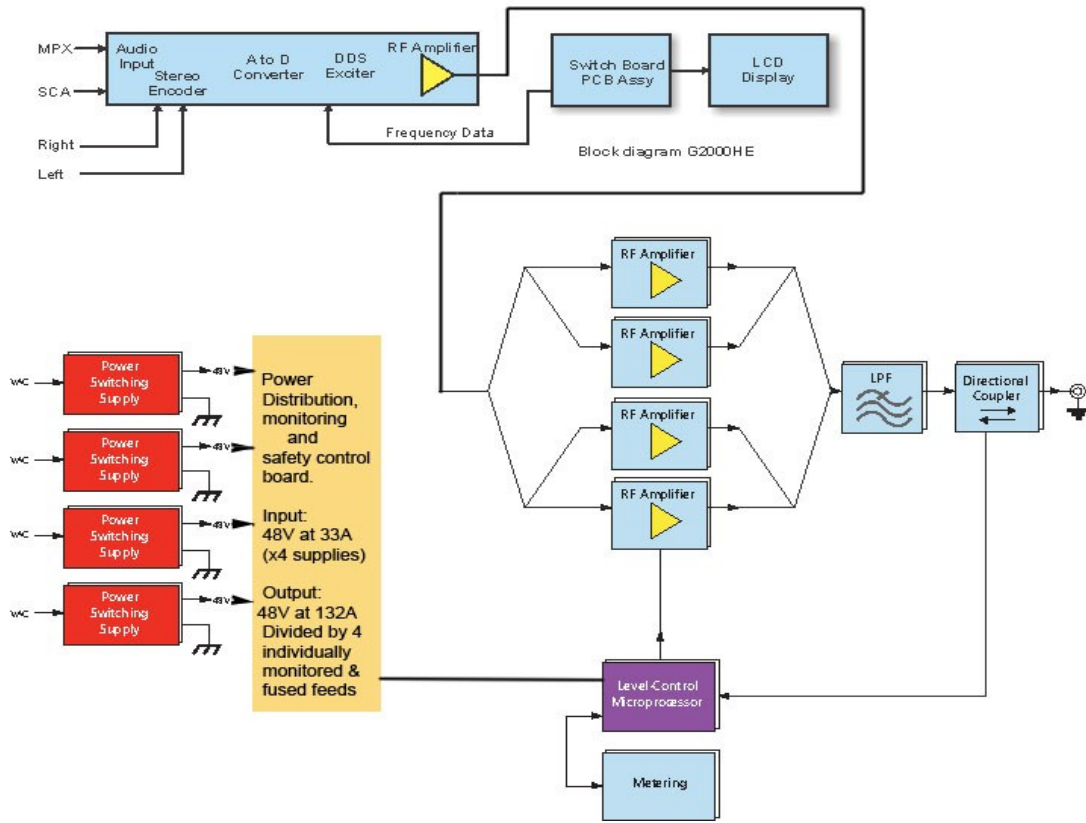 MPX
SCA
Right
Left
Audio
Input
Stereo
Encoder
A to D
Converter
DDS
Exciter
RF Amplifier
Switch Board
PCB Assy
LCD
Display
Frequency Data
Block diagram G2000HE
RF Amplifier
RF Amplifier
RF Amplifier
RF Amplifier
LPF
Directional
Coupler
VAC
Power
Switching
Supply
48V
VAC
Power
Switching
Supply
48V
VAC
Power
Switching
Supply
48V
VAC
Power
Switching
Supply
48V
Power
Distribution,
monitoring
and
safety control
board.
Input:
48V at 33A
(x4 supplies)
Output:
48V at 132A
Divided by 4
individually
monitored &
fused feeds
Level-Control
Microprocessor
Metering